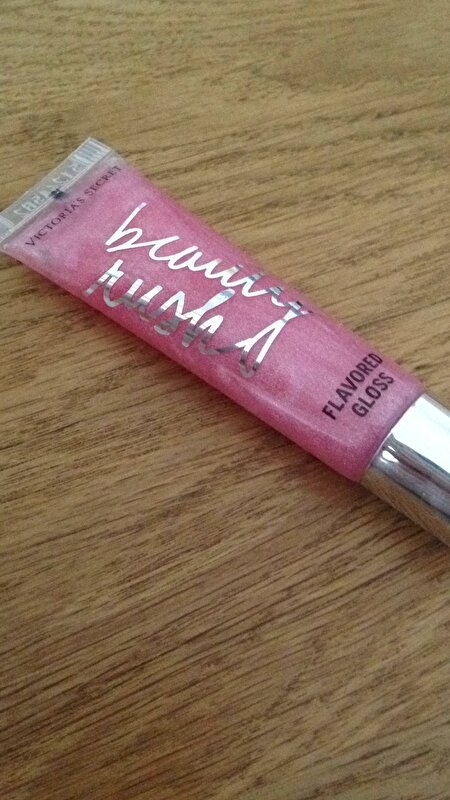 VICTORIA'S SECRET
beauty
rush
FLAVORED
GLOSS